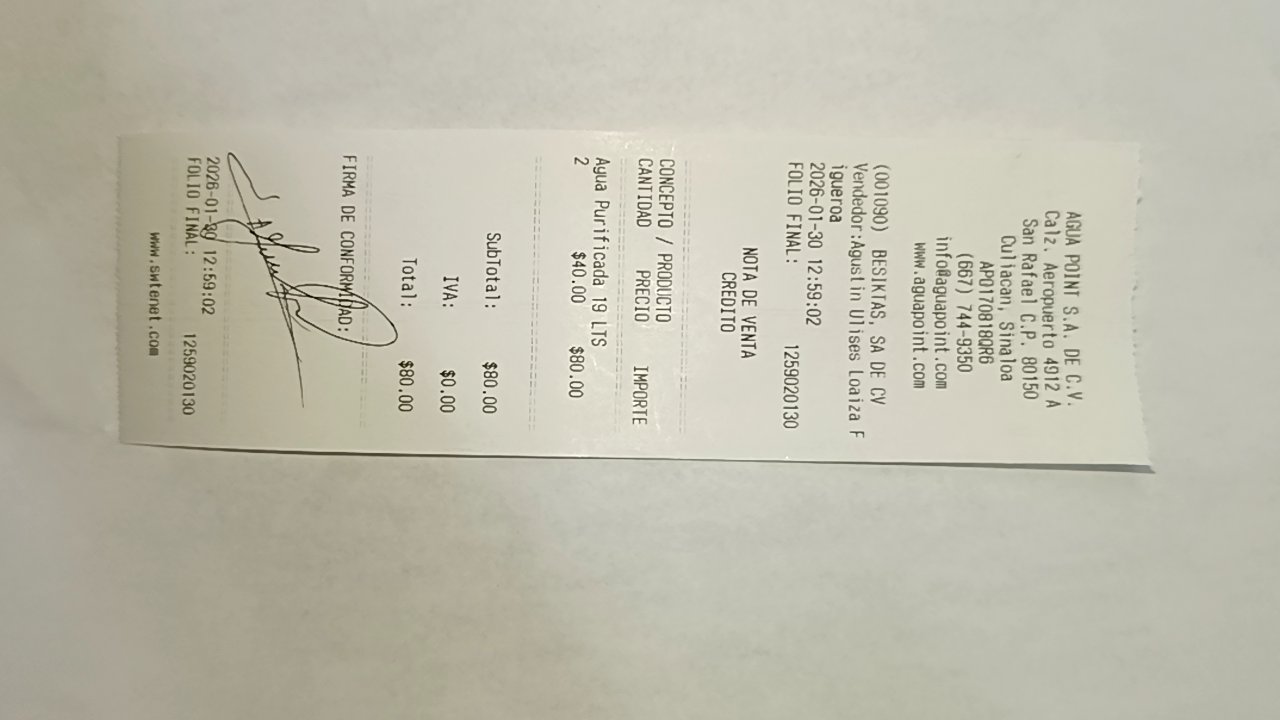 AGUA POINT S.A. DE C.V.
Calz. Aeropuerto 4912 A
San Rafael C.P. 80150
Culiacan, Sinaloa
APO170818QR6
(667) 744-9350
info@aguapoint.com
www.aguapoint.com
(001090) BESIKTAS, SA DE CV
Vendedor:Agustin Ulises Loaiza F
igueroa
2026-01-30 12:59:02
FOLIO FINAL: 1259020130
NOTA DE VENTA
CREDITO
CONCEPTO / PRODUCTO
CANTIDAD PRECIO IMPORTE
Agua Purificada 19 LTS
2 $40.00 $80.00
SubTotal: $80.00
IVA: $0.00
Total: $80.00
FIRMA DE CONFORMIDAD:
2026-01-30 12:59:02
FOLIO FINAL: 1259020130
www.swtenet.com